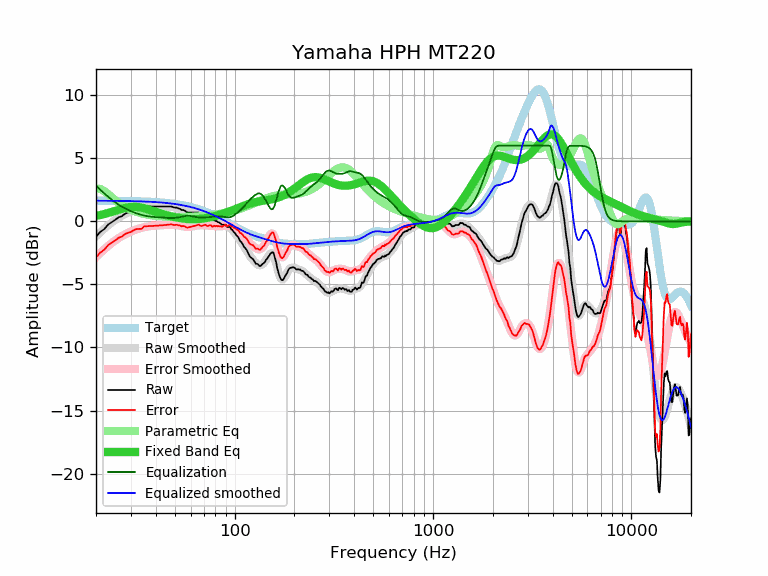 Yamaha HPH MT220
Amplitude (dBr)
10
5
0
−5
−10
−15
−20
Target
Raw Smoothed
Error Smoothed
Raw
Error
Parametric Eq
Fixed Band Eq
Equalization
Equalized smoothed
100
1000
10000
Frequency (Hz)